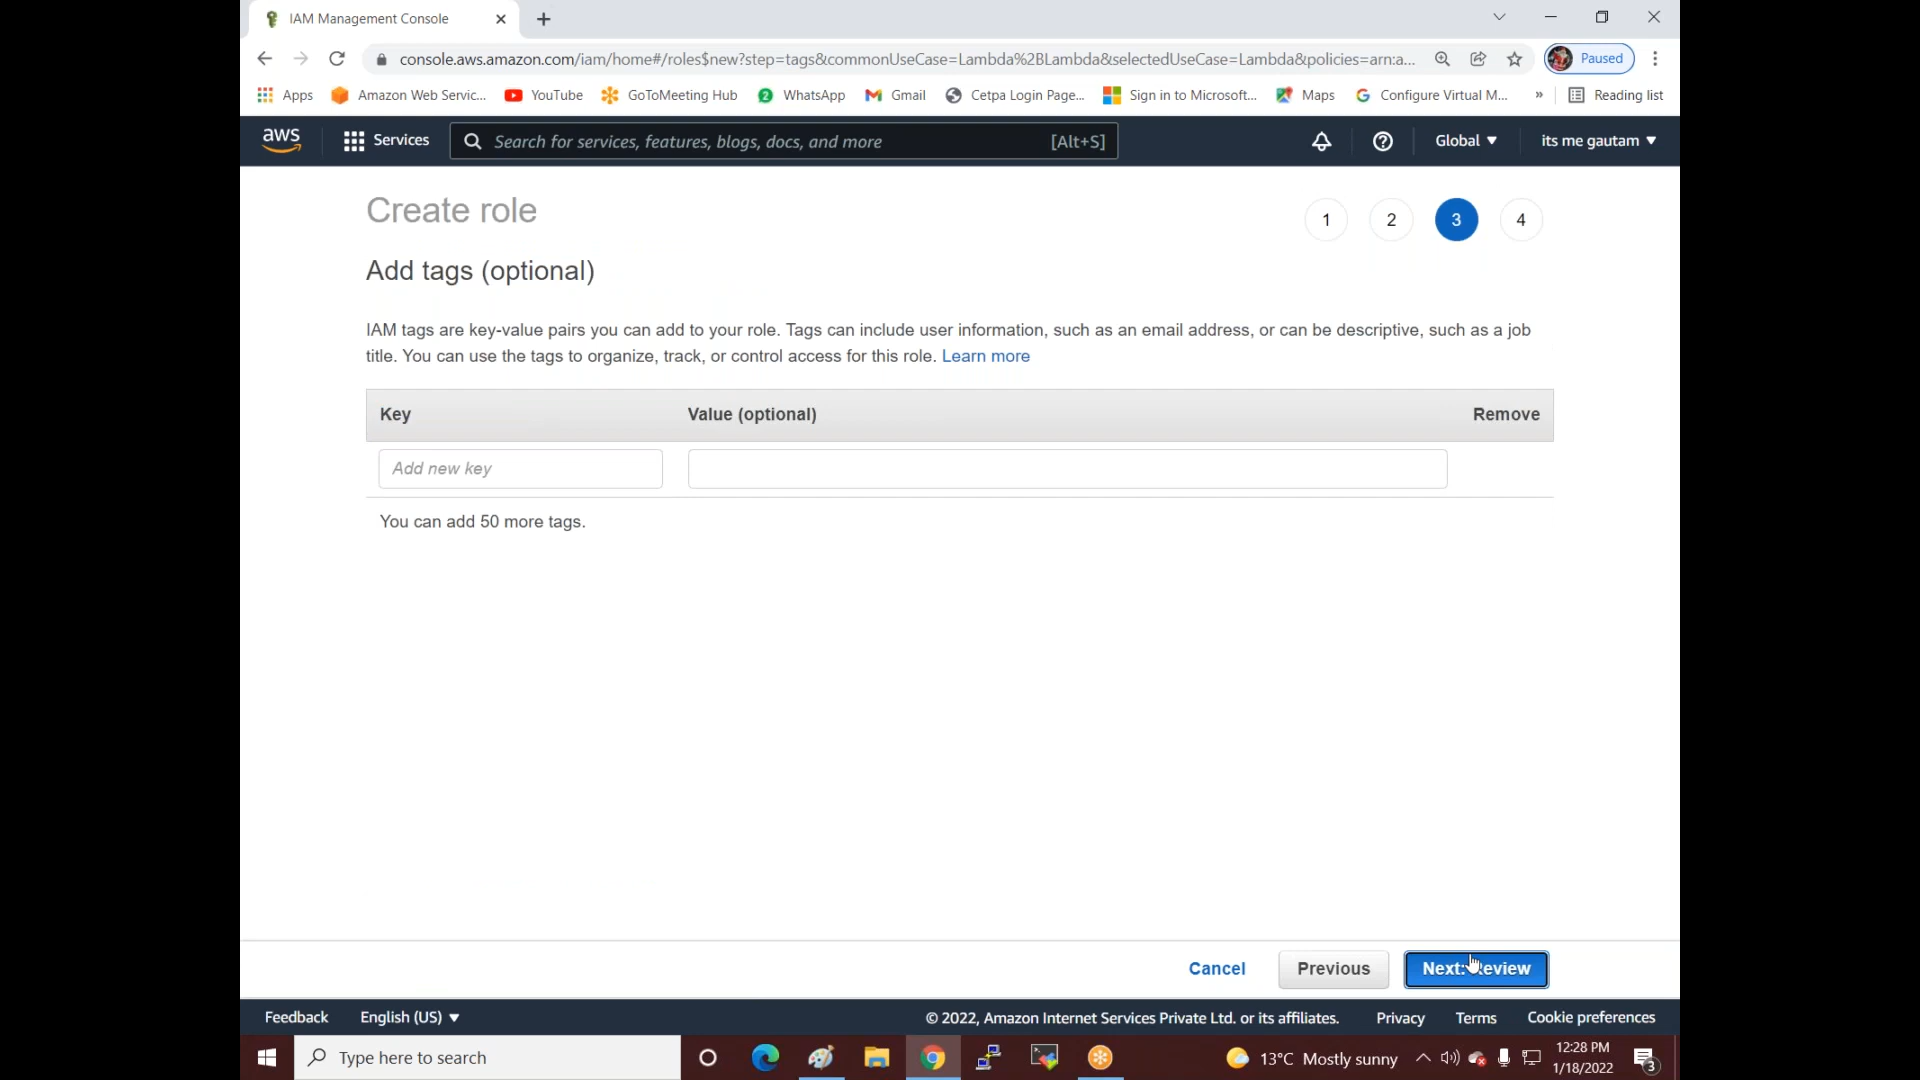 IAM Management Console
console.aws.amazon.com/iam/home#/roles$new?step=tags&commonUseCase=Lambda%2BLambda&selectedUseCase=Lambda&policies=arn:a...
Paused
Apps
Amazon Web Servic...
YouTube
GoToMeeting Hub
2
WhatsApp
Gmail
Cetpa Login Page...
Sign in to Microsoft...
Maps
Configure Virtual M...
»
Reading list
aws
Services
Search for services, features, blogs, docs, and more
[Alt+S]
Global
its me gautam
Create role
1
2
3
4
Add tags (optional)
IAM tags are key-value pairs you can add to your role. Tags can include user information, such as an email address, or can be descriptive, such as a job
title. You can use the tags to organize, track, or control access for this role. Learn more
Key
Value (optional)
Remove
Add new key
You can add 50 more tags.
Cancel
Previous
Next: Review
Feedback
English (US)
© 2022, Amazon Internet Services Private Ltd. or its affiliates.
Privacy
Terms
Cookie preferences
Type here to search
13°C Mostly sunny
12:28 PM
1/18/2022
3